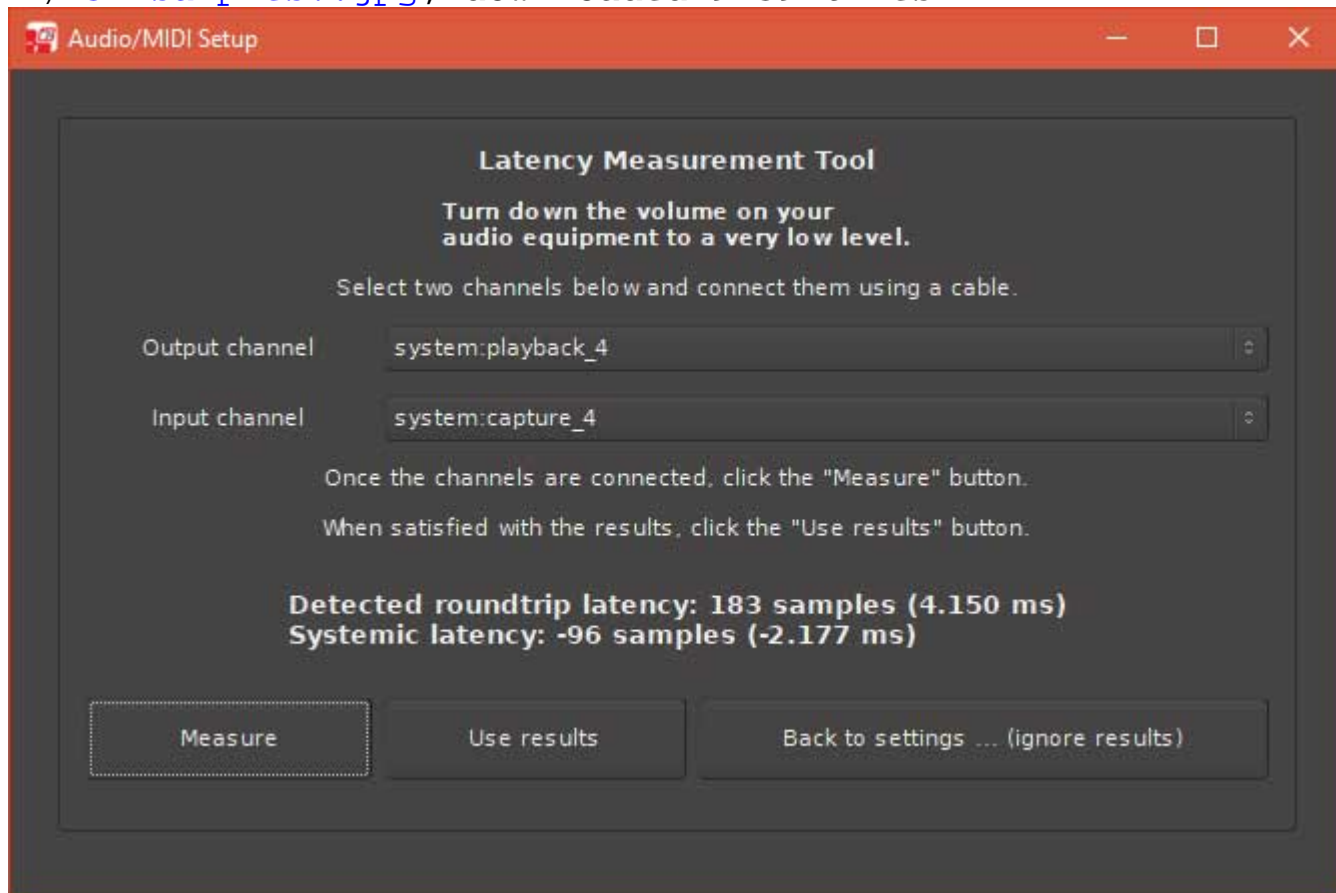 Audio/MIDI Setup
Latency Measurement Tool
Turn down the volume on your
audio equipment to a very low level.
Select two channels below and connect them using a cable.
Output channel system:playback_4
Input channel system:capture_4
Once the channels are connected, click the "Measure" button.
When satisfied with the results, click the "Use results" button.
Detected roundtrip latency: 183 samples (4.150 ms)
Systemic latency: -96 samples (-2.177 ms)
Measure Use results Back to settings ... (ignore results)